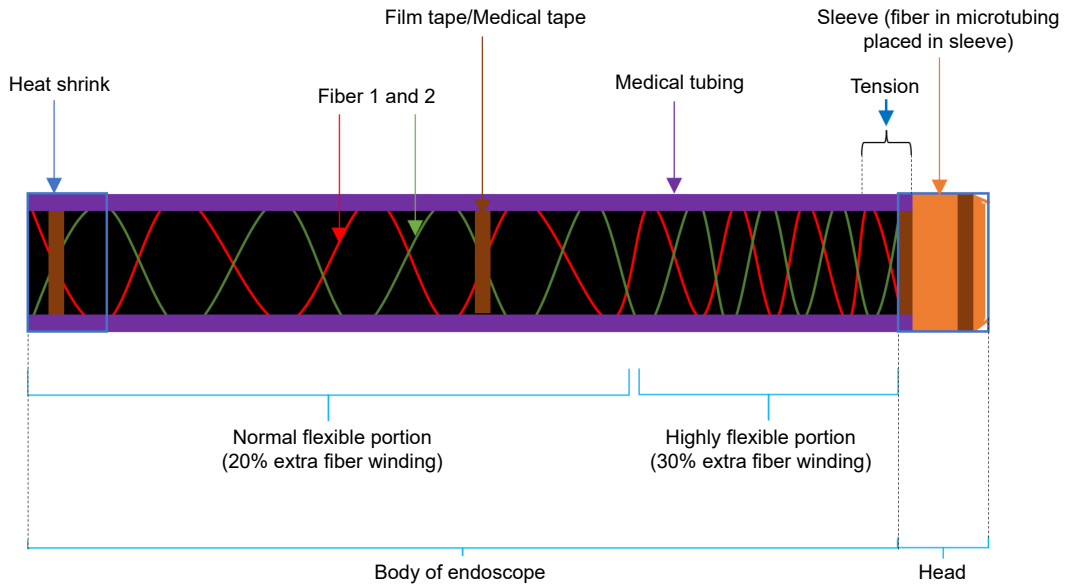 Film tape/Medical tape
Sleeve (fiber in microtubing
placed in sleeve)
Heat shrink
Fiber 1 and 2
Medical tubing
Tension
Normal flexible portion
(20% extra fiber winding)
Highly flexible portion
(30% extra fiber winding)
Body of endoscope
Head